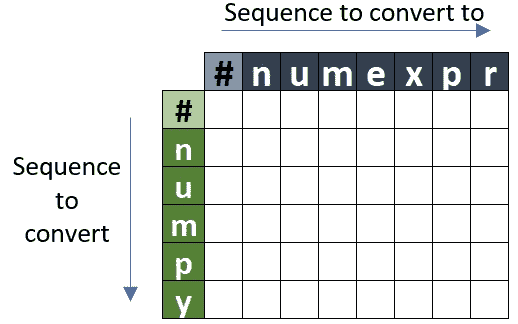 Sequence to convert to
# n u m e x p r
#
n
u
m
p
y
Sequence
to
convert